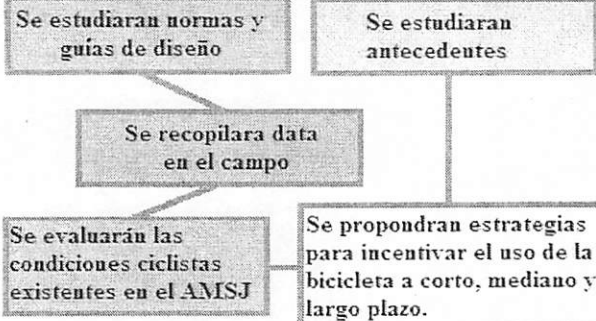 Se estudiaran normas y
guías de diseño
Se estudiaran
antecedentes
Se recopilara data
en el campo
Se evaluarán las
condiciones ciclistas
existentes en el AMSJ
Se propondran estrategias
para incentivar el uso de la
bicicleta a corto, mediano y
largo plazo.